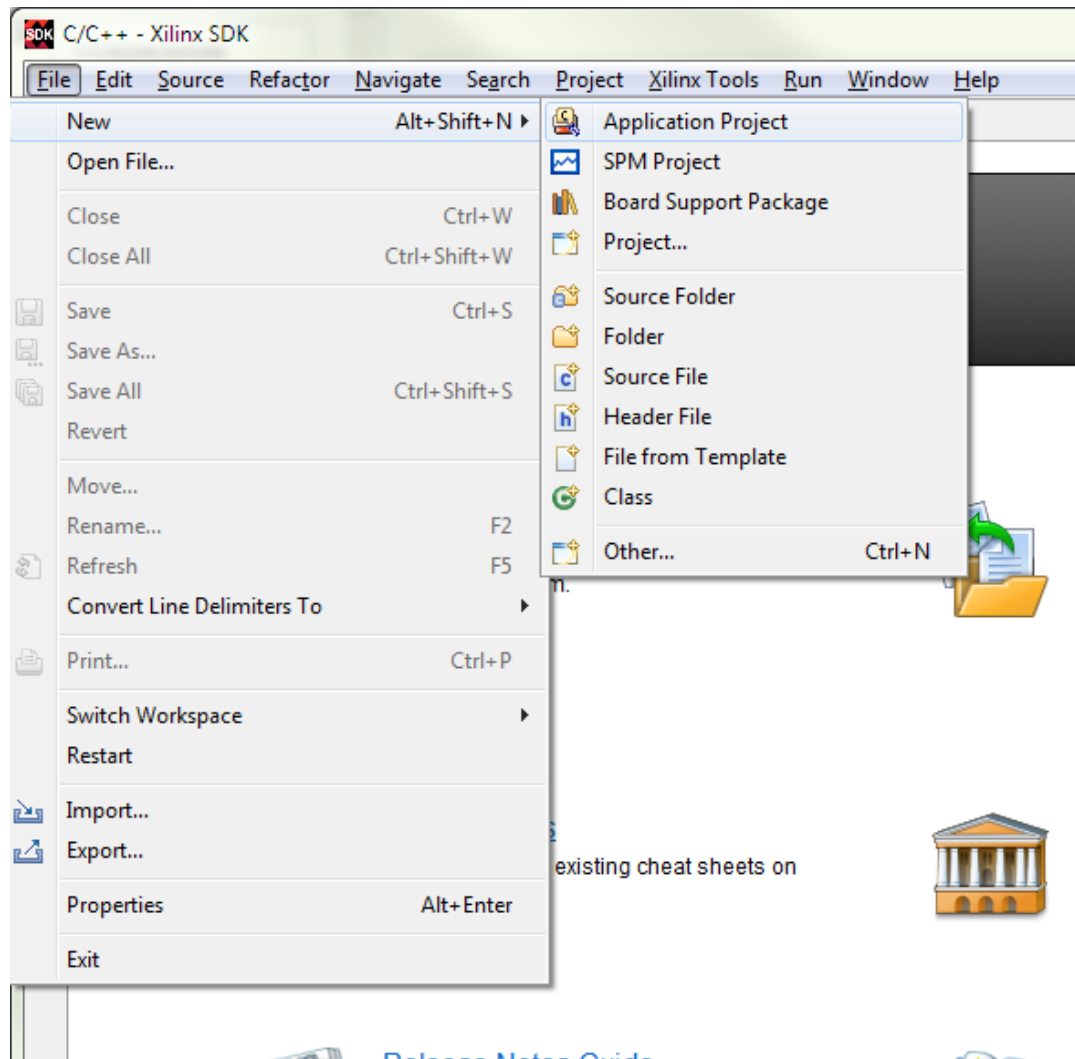 SDK C/C++ - Xilinx SDK
File Edit Source Refactor Navigate Search Project Xilinx Tools Run Window Help
New Alt+Shift+N
Open File...
Close Ctrl+W
Close All Ctrl+Shift+W
Save Ctrl+S
Save As...
Save All Ctrl+Shift+S
Revert
Move...
Rename... F2
Refresh F5
Convert Line Delimiters To
Print... Ctrl+P
Switch Workspace
Restart
Import...
Export...
Properties Alt+Enter
Exit
Application Project
SPM Project
Board Support Package
Project...
Source Folder
Folder
Source File
Header File
File from Template
Class
Other... Ctrl+N
m.
s
existing cheat sheets on
Release Notes Guide